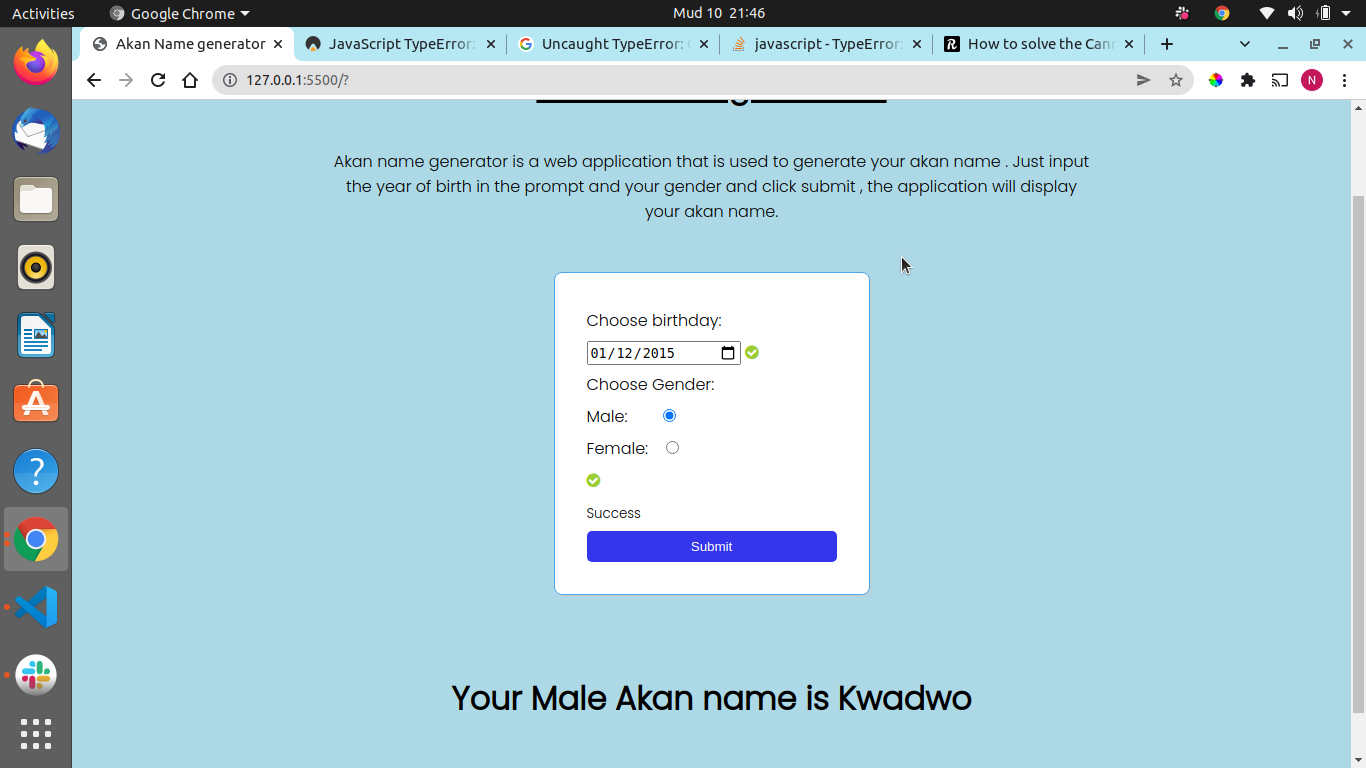 Activities
Google Chrome
Mud 10 21:46
Akan Name generator
JavaScript TypeError:
Uncaught TypeError:
javascript - TypeError:
How to solve the Can
127.0.0.1:5500/?
N
Akan name generator is a web application that is used to generate your akan name . Just input
the year of birth in the prompt and your gender and click submit , the application will display
your akan name.
Choose birthday:
01/12/2015
Choose Gender:
Male:
Female:
Success
Submit
Your Male Akan name is Kwadwo